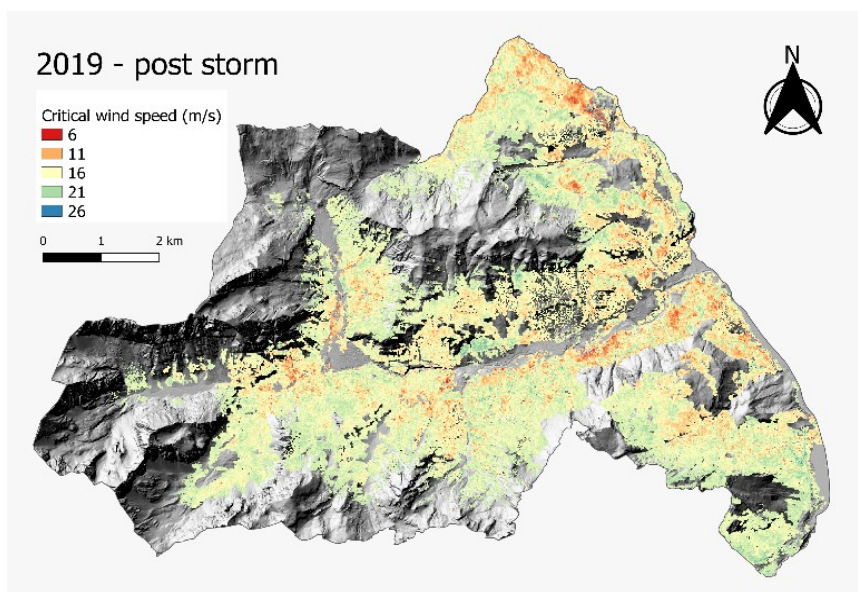 2019 - post storm
N
Critical wind speed (m/s)
6
11
16
21
26
0 1 2 km